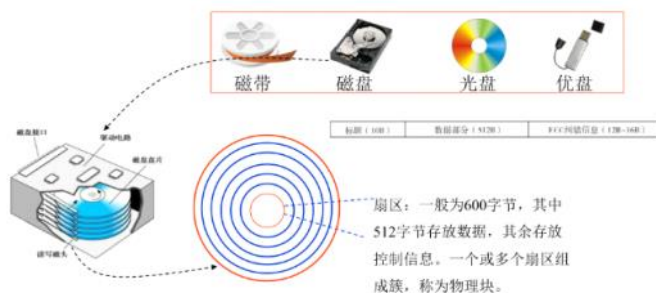 磁带
磁盘
光盘
优盘
磁盘接口
驱动电路
磁盘盘片
读写磁头
标题（10B）
数据部分（512B）
ECC纠错信息（12B~16B）
扇区：一般为600字节，其中
512字节存放数据，其余存放
控制信息。一个或多个扇区组
成簇，称为物理块。